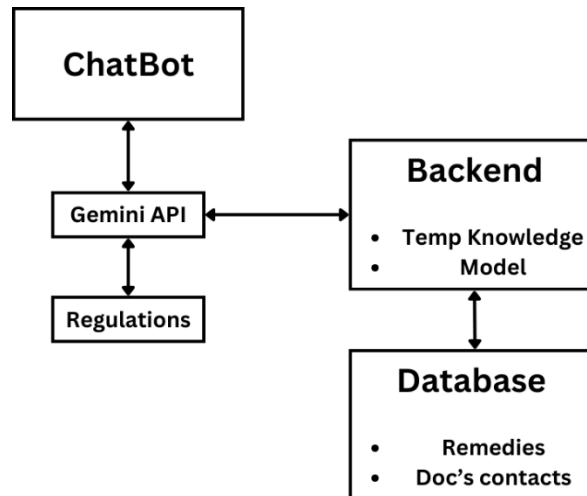 ChatBot
Gemini API
Regulations
Backend
Temp Knowledge
Model
Database
Remedies
Doc's contacts